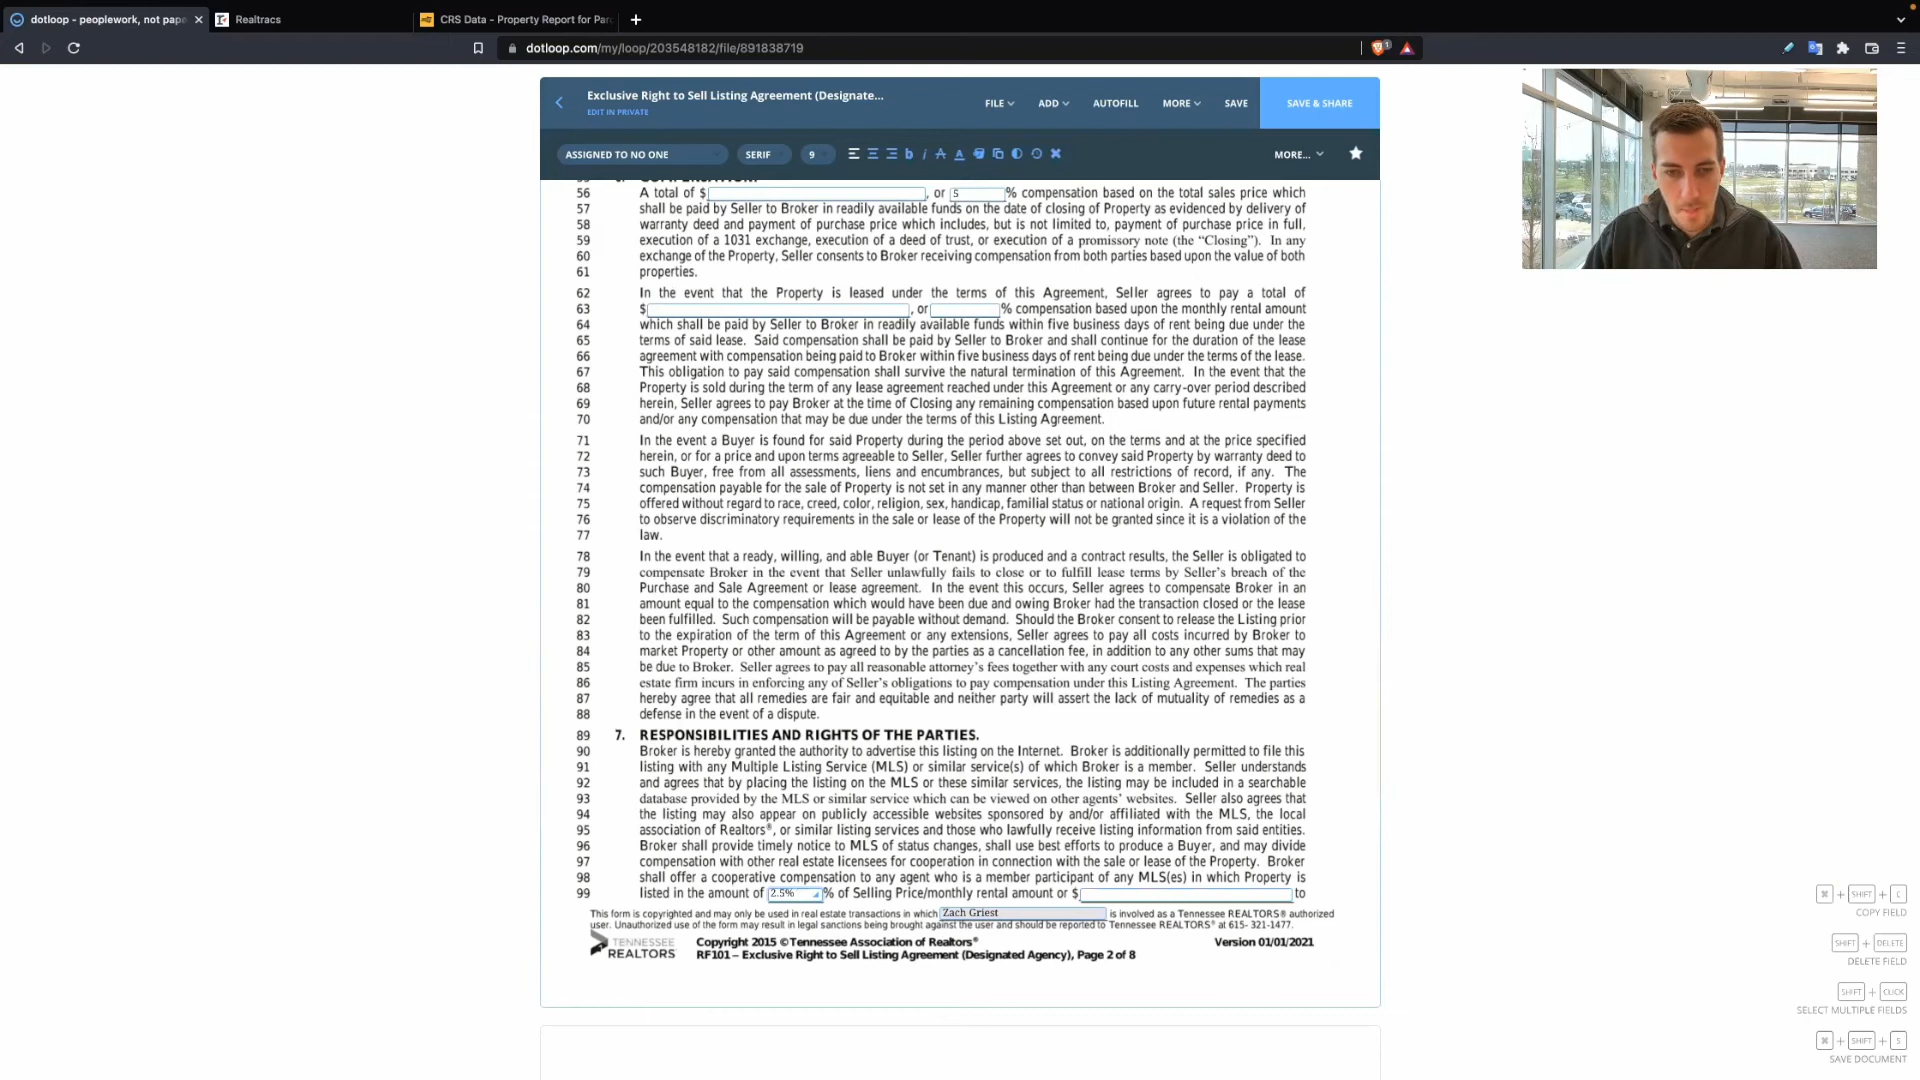 dotloop - peoplework, not pape
Realtracs
CRS Data - Property Report for Par
dotloop.com/my/loop/203548182/file/891838719
Exclusive Right to Sell Listing Agreement (Designate...
EDIT IN PRIVATE
FILE
ADD
AUTOFILL
MORE
SAVE
SAVE & SHARE
ASSIGNED TO NO ONE
SERIF
9
MORE...
56 A total of $ , or 5 % compensation based on the total sales price which
57 shall be paid by Seller to Broker in readily available funds on the date of closing of Property as evidenced by delivery of
58 warranty deed and payment of purchase price which includes, but is not limited to, payment of purchase price in full,
59 execution of a 1031 exchange, execution of a deed of trust, or execution of a promissory note (the “Closing”). In any
60 exchange of the Property, Seller consents to Broker receiving compensation from both parties based upon the value of both
61 properties.
62 In the event that the Property is leased under the terms of this Agreement, Seller agrees to pay a total of
63 $ , or % compensation based upon the monthly rental amount
64 which shall be paid by Seller to Broker in readily available funds within five business days of rent being due under the
65 terms of said lease. Said compensation shall be paid by Seller to Broker and shall continue for the duration of the lease
66 agreement with compensation being paid to Broker within five business days of rent being due under the terms of the lease.
67 This obligation to pay said compensation shall survive the natural termination of this Agreement. In the event that the
68 Property is sold during the term of any lease agreement reached under this Agreement or any carry-over period described
69 herein, Seller agrees to pay Broker at the time of Closing any remaining compensation based upon future rental payments
70 and/or any compensation that may be due under the terms of this Listing Agreement.
71 In the event a Buyer is found for said Property during the period above set out, on the terms and at the price specified
72 herein, or for a price and upon terms agreeable to Seller, Seller further agrees to convey said Property by warranty deed to
73 such Buyer, free from all assessments, liens and encumbrances, but subject to all restrictions of record, if any. The
74 compensation payable for the sale of Property is not set in any manner other than between Broker and Seller. Property is
75 offered without regard to race, creed, color, religion, sex, handicap, familial status or national origin. A request from Seller
76 to observe discriminatory requirements in the sale or lease of the Property will not be granted since it is a violation of the
77 law.
78 In the event that a ready, willing, and able Buyer (or Tenant) is produced and a contract results, the Seller is obligated to
79 compensate Broker in the event that Seller unlawfully fails to close or to fulfill lease terms by Seller’s breach of the
80 Purchase and Sale Agreement or lease agreement. In the event this occurs, Seller agrees to compensate Broker in an
81 amount equal to the compensation which would have been due and owing Broker had the transaction closed or the lease
82 been fulfilled. Such compensation will be payable without demand. Should the Broker consent to release the Listing prior
83 to the expiration of the term of this Agreement or any extensions, Seller agrees to pay all costs incurred by Broker to
84 market Property or other amount as agreed to by the parties as a cancellation fee, in addition to any other sums that may
85 be due to Broker. Seller agrees to pay all reasonable attorney’s fees together with any court costs and expenses which real
86 estate firm incurs in enforcing any of Seller’s obligations to pay compensation under this Listing Agreement. The parties
87 hereby agree that all remedies are fair and equitable and neither party will assert the lack of mutuality of remedies as a
88 defense in the event of a dispute.
89 7. RESPONSIBILITIES AND RIGHTS OF THE PARTIES.
90 Broker is hereby granted the authority to advertise this listing on the Internet. Broker is additionally permitted to file this
91 listing with any Multiple Listing Service (MLS) or similar service(s) of which Broker is a member. Seller understands
92 and agrees that by placing the listing on the MLS or these similar services, the listing may be included in a searchable
93 database provided by the MLS or similar service which can be viewed on other agents’ websites. Seller also agrees that
94 the listing may also appear on publicly accessible websites sponsored by and/or affiliated with the MLS, the local
95 association of Realtors®, or similar listing services and those who lawfully receive listing information from said entities.
96 Broker shall provide timely notice to MLS of status changes, shall use best efforts to produce a Buyer, and may divide
97 compensation with other real estate licensees for cooperation in connection with the sale or lease of the Property. Broker
98 shall offer a cooperative compensation to any agent who is a member participant of any MLS(es) in which Property is
99 listed in the amount of 2.5% % of Selling Price/monthly rental amount or $ to
This form is copyrighted and may only be used in real estate transactions in which Zach Griest is involved as a Tennessee REALTORS® authorized
user. Unauthorized use of the form may result in legal sanctions being brought against the user and should be reported to Tennessee REALTORS® at 615- 321-1477.
TENNESSEE
REALTORS
Copyright 2015 © Tennessee Association of Realtors®
RF101 – Exclusive Right to Sell Listing Agreement (Designated Agency), Page 2 of 8
Version 01/01/2021
⌘ + SHIFT + C
COPY FIELD
SHIFT + DELETE
DELETE FIELD
SHIFT + CLICK
SELECT MULTIPLE FIELDS
⌘ + SHIFT + S
SAVE DOCUMENT